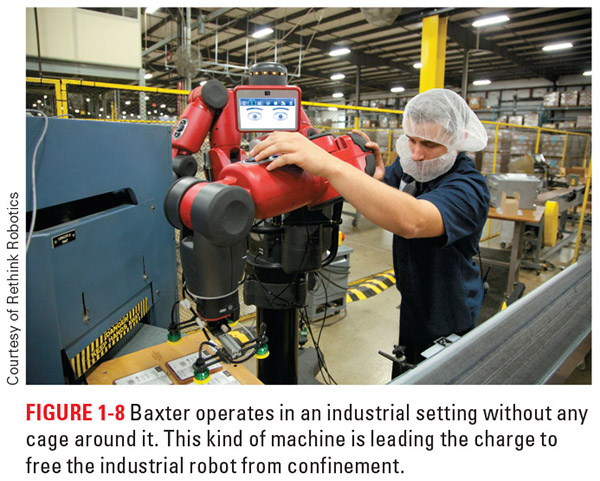 Courtesy of Rethink Robotics
FIGURE 1-8 Baxter operates in an industrial setting without any
cage around it. This kind of machine is leading the charge to
free the industrial robot from confinement.